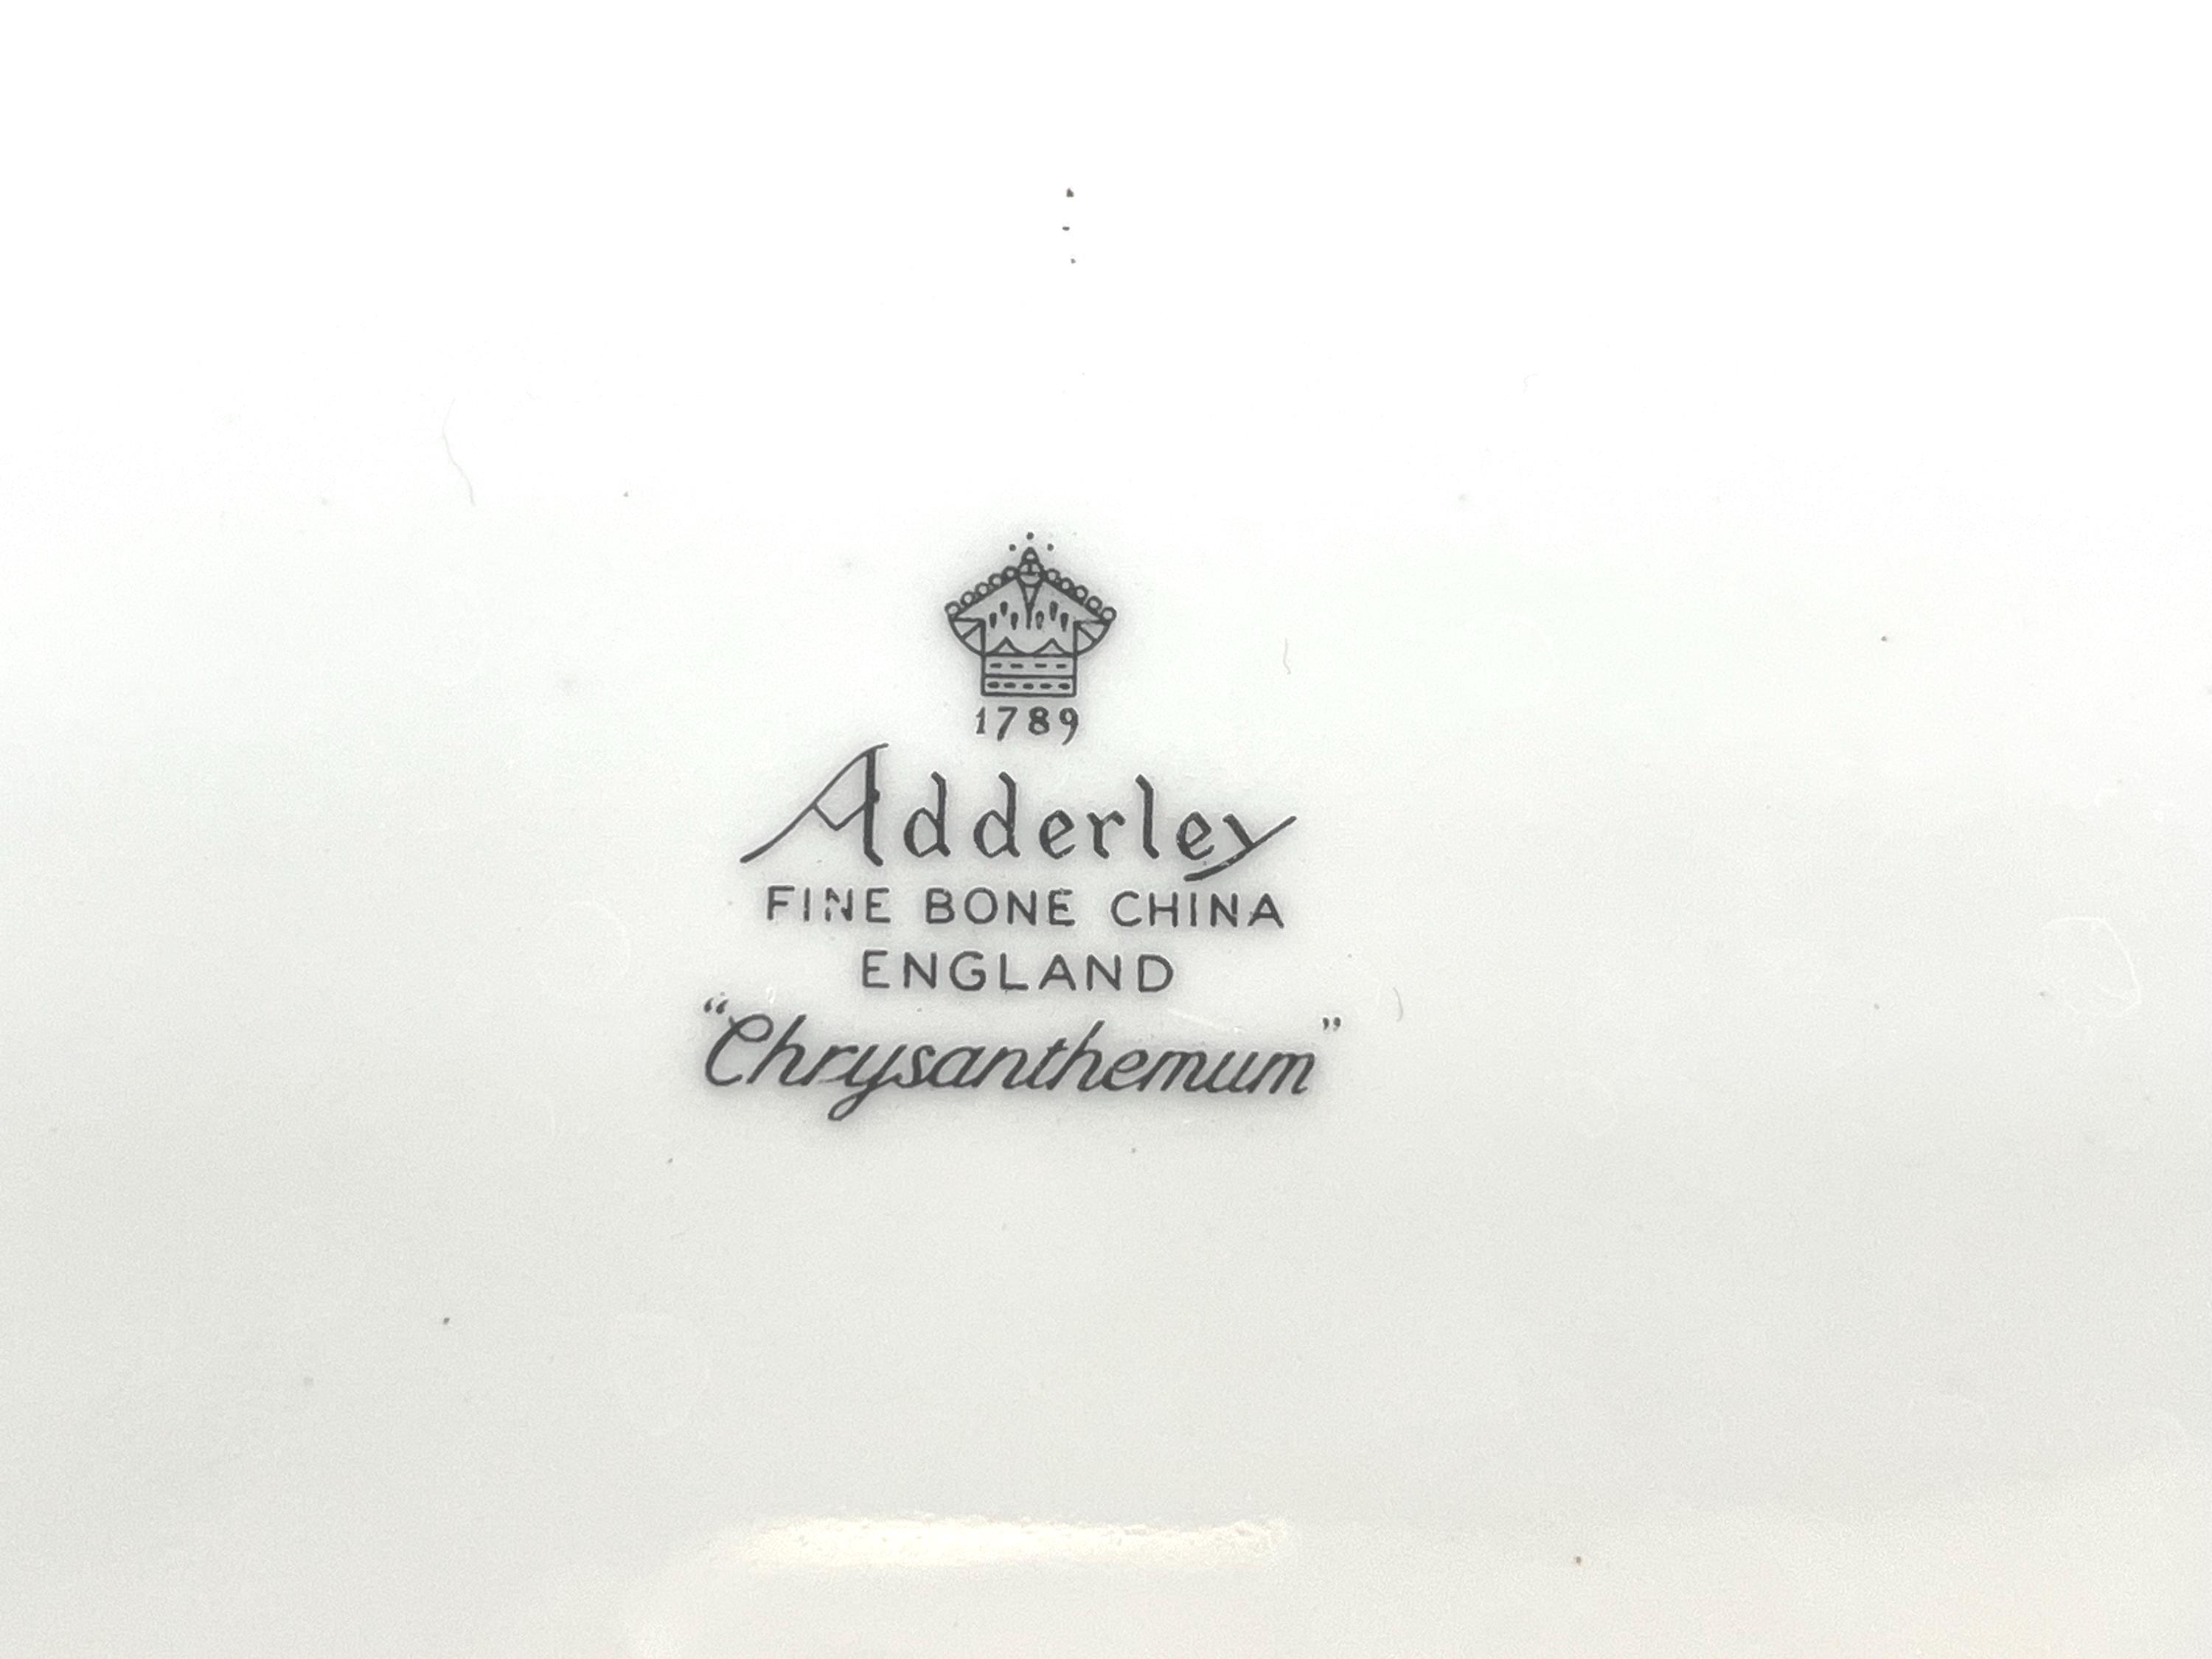 1789
Adderley
FINE BONE CHINA
ENGLAND
“Chrysanthemum”